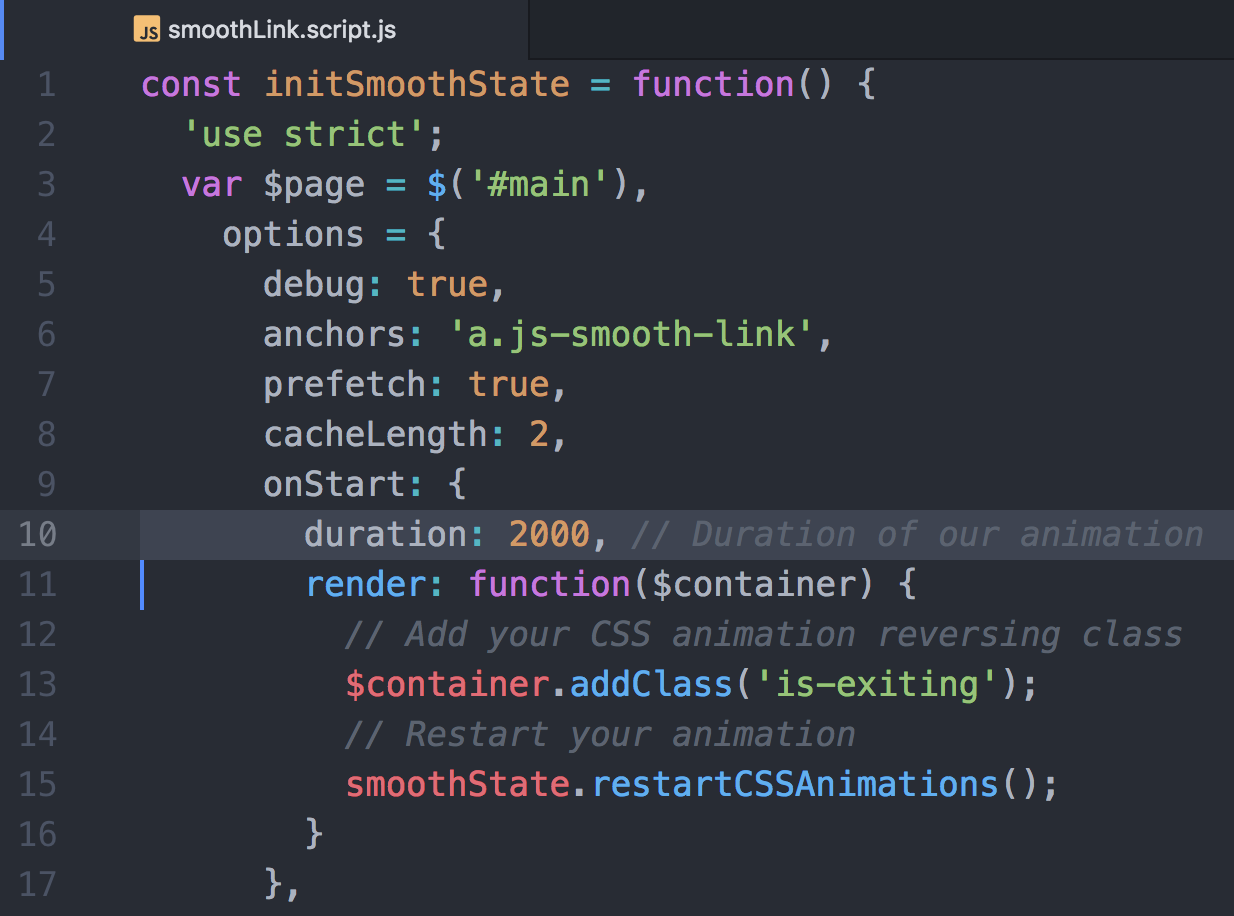 JS smoothLink.script.js
1 const initSmoothState = function() {
2 'use strict';
3 var $page = $('#main'),
4 options = {
5 debug: true,
6 anchors: 'a.js-smooth-link',
7 prefetch: true,
8 cacheLength: 2,
9 onStart: {
10 duration: 2000, // Duration of our animation
11 render: function($container) {
12 // Add your CSS animation reversing class
13 $container.addClass('is-exiting');
14 // Restart your animation
15 smoothState.restartCSSAnimations();
16 }
17 },